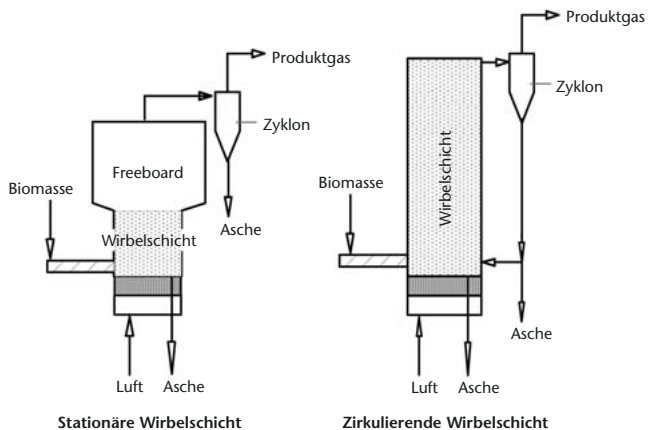 Produktgas
Zyklon
Freeboard
Biomasse
Wirbelschicht
Asche
Luft
Asche
Stationäre Wirbelschicht
Produktgas
Zyklon
Wirbelschicht
Biomasse
Asche
Luft
Asche
Zirkulierende Wirbelschicht